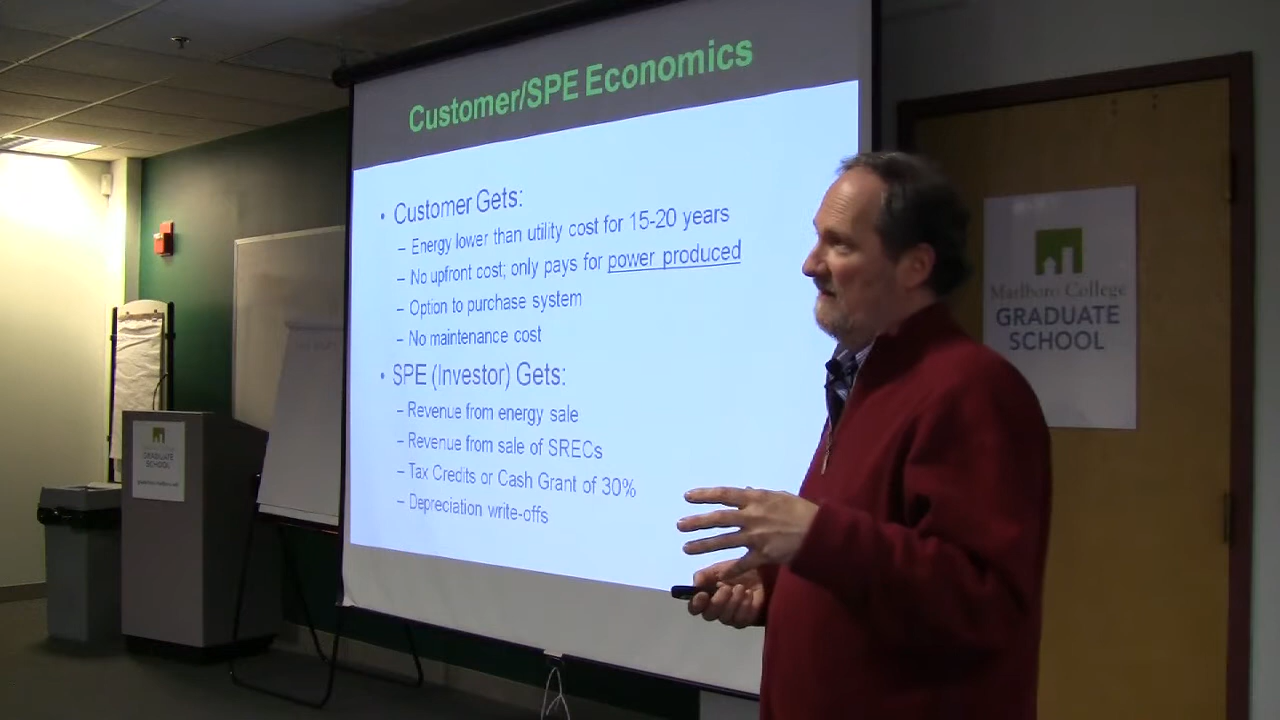 Customer/SPE Economics
• Customer Gets:
– Energy lower than utility cost for 15-20 years
– No upfront cost; only pays for power produced
– Option to purchase system
– No maintenance cost
• SPE (Investor) Gets:
– Revenue from energy sale
– Revenue from sale of SRECs
– Tax Credits or Cash Grant of 30%
– Depreciation write-offs
Marlboro College
GRADUATE
SCHOOL
GRADUATE
SCHOOL